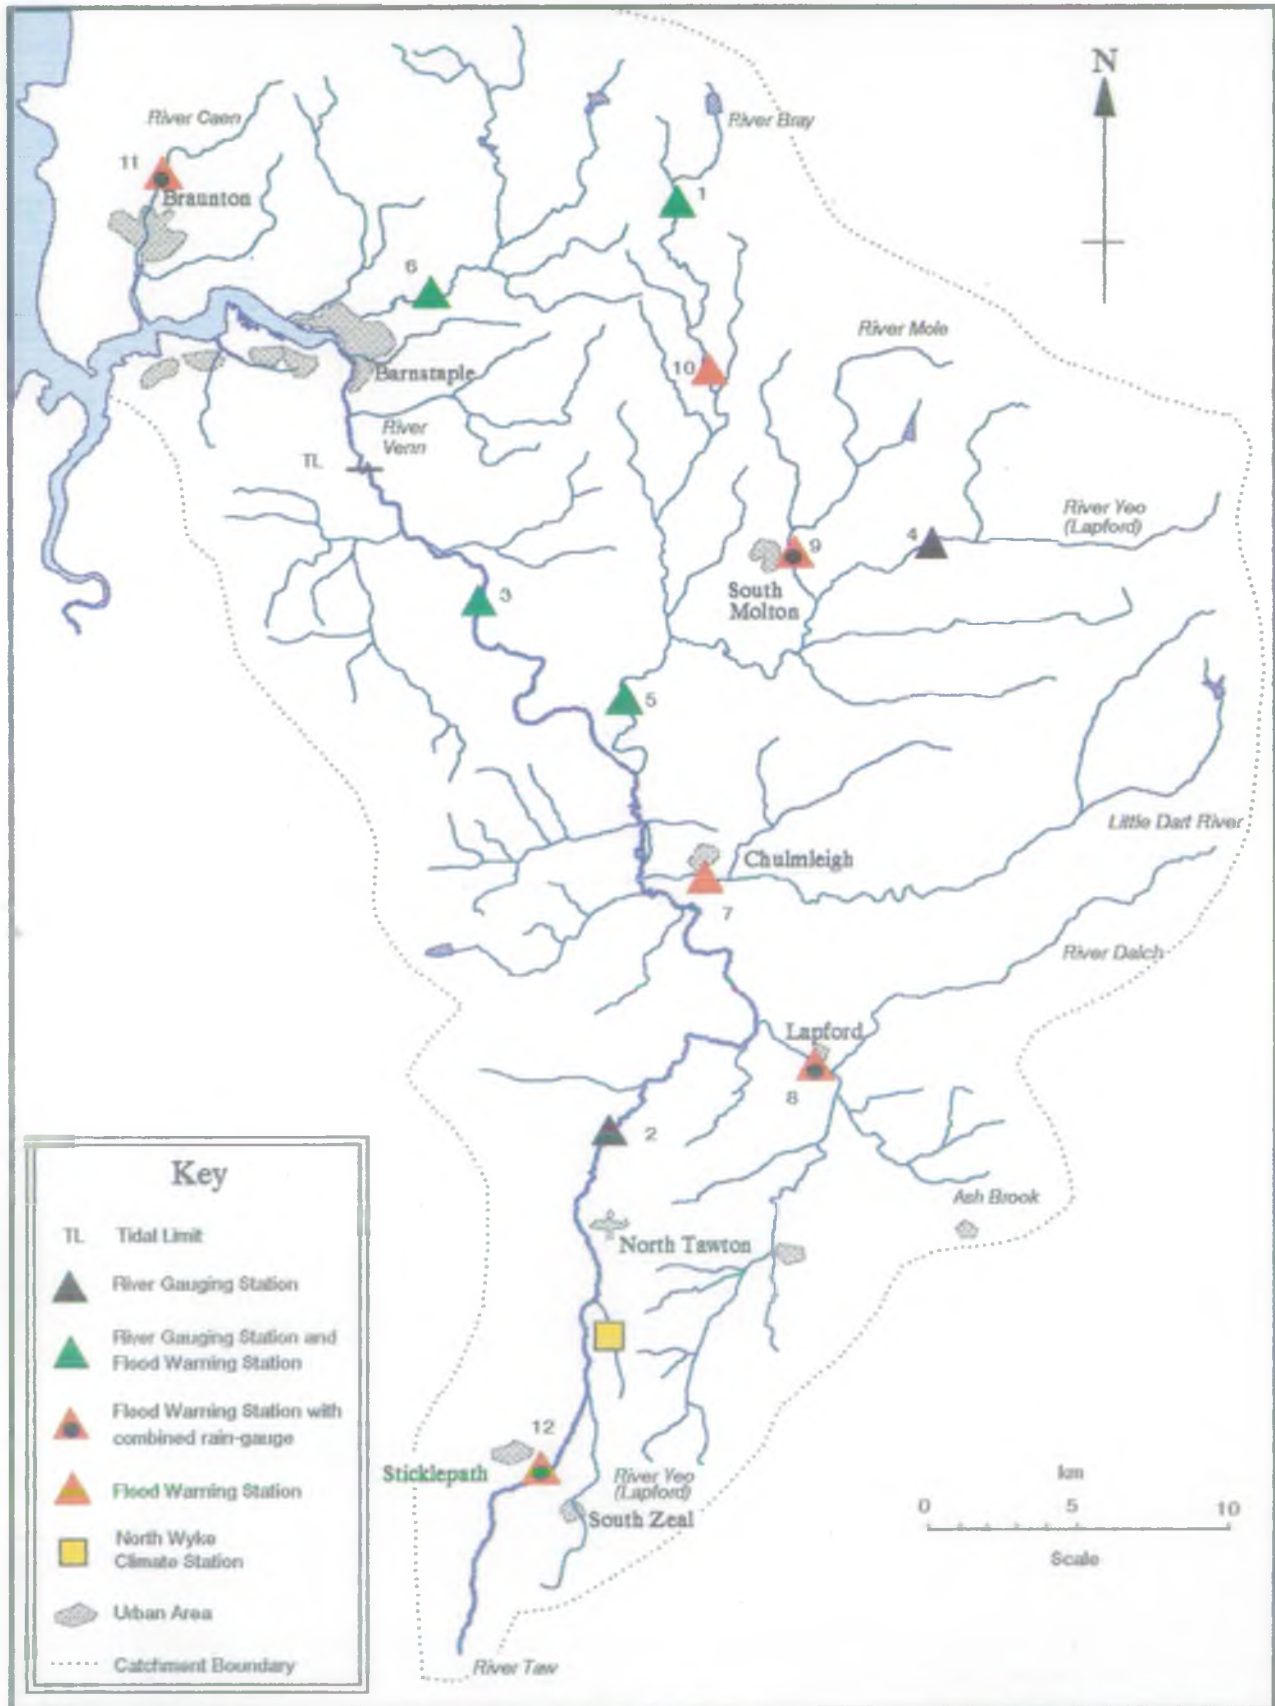 N
River Caen
River Bray
11
Braunton
1
6
River Mole
10
Barnstaple
River
Venn
TL
River Yeo
(Lapford)
4
9
3
South
Molton
5
Little Dart River
Chulmleigh
7
River Dalch
Lapford
8
2
Ash Brook
North Tawton
12
Sticklepath
River Yeo
(Lapford)
South Zeal
River Taw
km
0 5 10
Scale
Key
TL Tidal Limit
River Gauging Station
River Gauging Station and
Flood Warning Station
Flood Warning Station with
combined rain-gauge
Flood Warning Station
North Wyke
Climate Station
Urban Area
Catchment Boundary